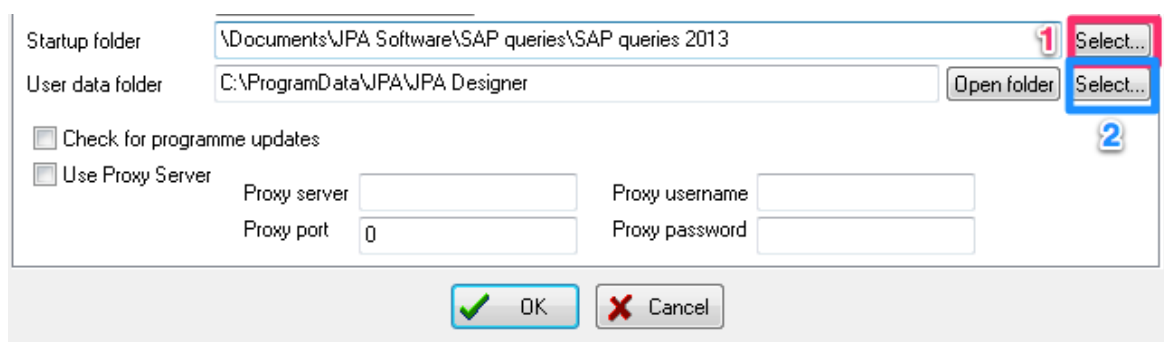 Startup folder \Documents\JPA Software\SAP queries\SAP queries 2013 1 Select...
User data folder C:\ProgramData\JPA\JPA Designer Open folder Select...
Check for programme updates 2
Use Proxy Server
Proxy server Proxy username
Proxy port 0 Proxy password
OK Cancel